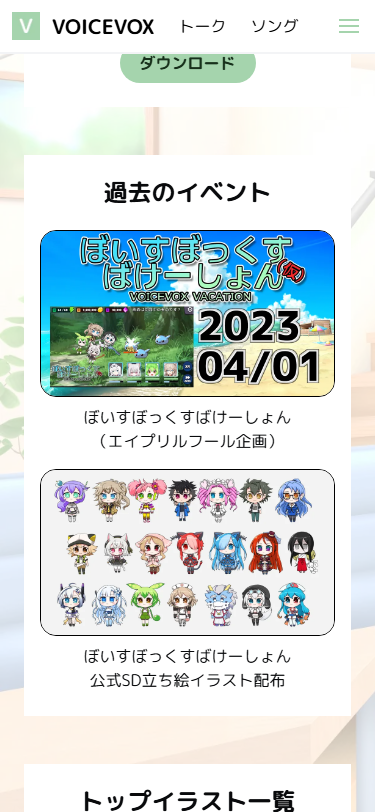 V VOICEVOX トーク ソング
ダウンロード
過去のイベント
ぼいすぼっくす
ばけーしょん(仮)
VOICEVOX VACATION
2023
04/01
ぼいすぼっくすばけーしょん
（エイプリルフール企画）
ぼいすぼっくすばけーしょん
公式SD立ち絵イラスト配布
トップイラスト一覧